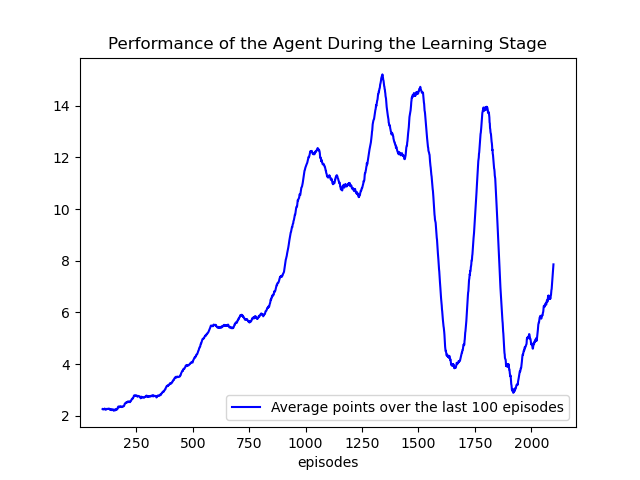 Performance of the Agent During the Learning Stage
14
12
10
8
6
4
2
Average points over the last 100 episodes
250 500 750 1000 1250 1500 1750 2000
episodes